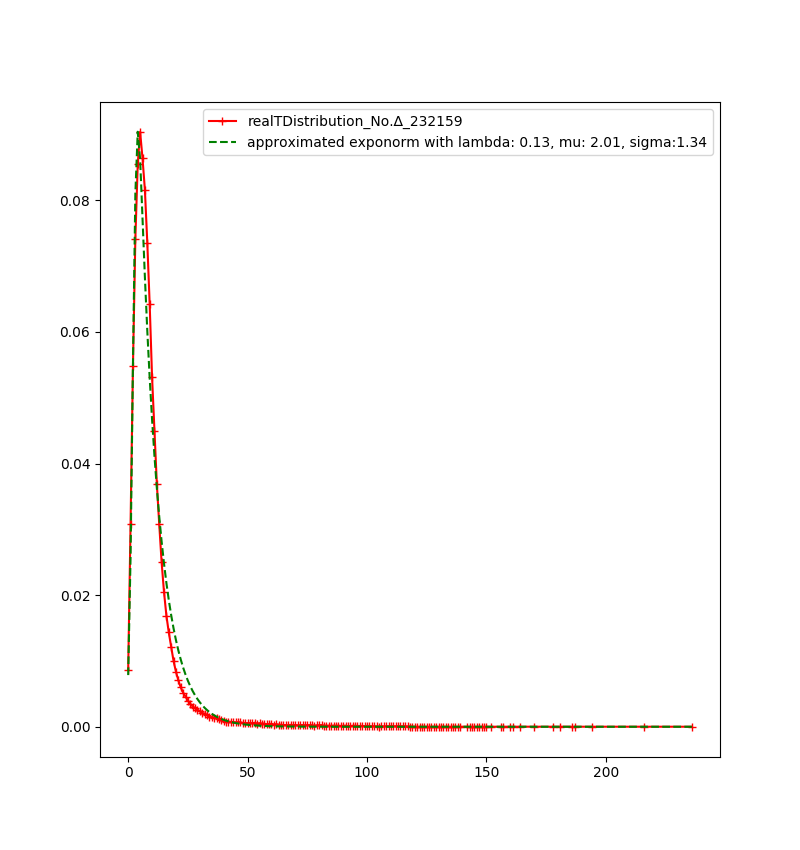 realTDistribution_No.Δ_232159
approximated exponorm with lambda: 0.13, mu: 2.01, sigma:1.34
0.08
0.06
0.04
0.02
0.00
0 50 100 150 200